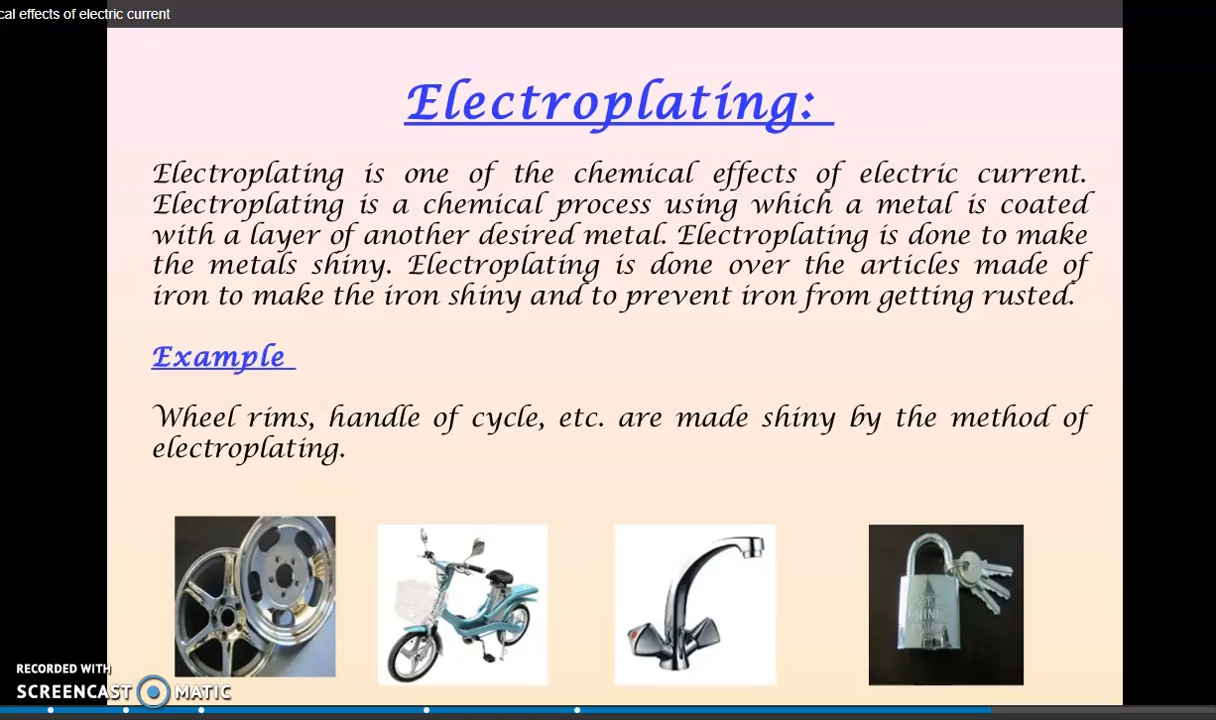 cal effects of electric current
Electroplating:
Electroplating is one of the chemical effects of electric current.
Electroplating is a chemical process using which a metal is coated
with a layer of another desired metal. Electroplating is done to make
the metals shiny. Electroplating is done over the articles made of
iron to make the iron shiny and to prevent iron from getting rusted.
Example
Wheel rims, handle of cycle, etc. are made shiny by the method of
electroplating.
RECORDED WITH
SCREENCAST MATIC